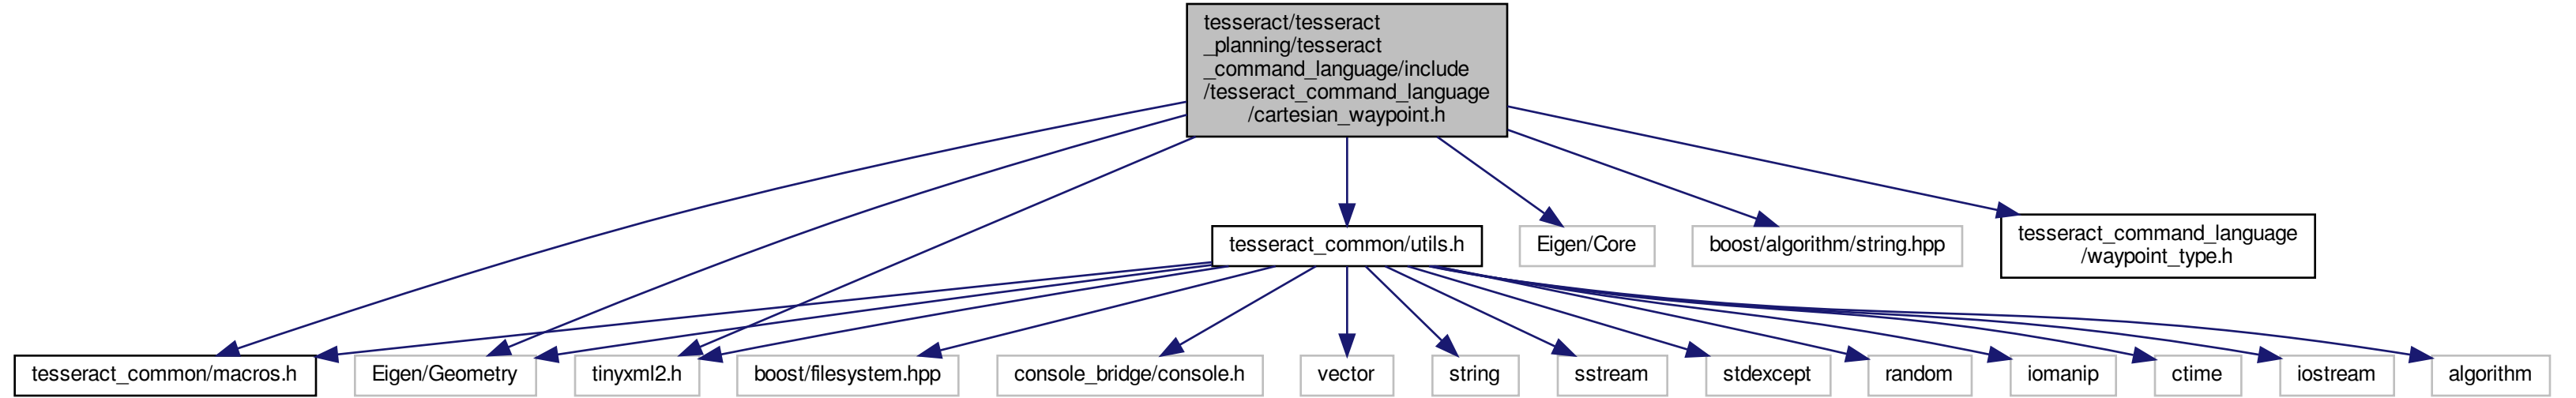 tesseract/tesseract
_planning/tesseract
_command_language/include
/tesseract_command_language
/cartesian_waypoint.h
tesseract_common/utils.h
Eigen/Core
boost/algorithm/string.hpp
tesseract_command_language
/waypoint_type.h
tesseract_common/macros.h
Eigen/Geometry
tinyxml2.h
boost/filesystem.hpp
console_bridge/console.h
vector
string
sstream
stdexcept
random
iomanip
ctime
iostream
algorithm